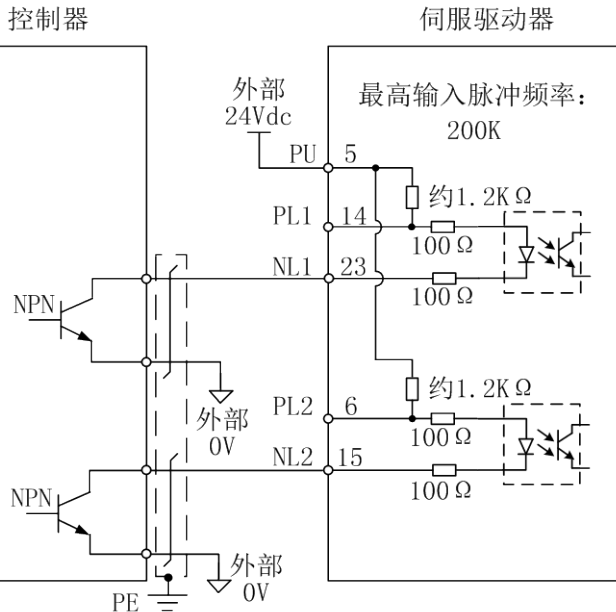 控制器
伺服驱动器
外部
24Vdc
最高输入脉冲频率：
200K
PU
5
约1.2KΩ
PL1
14
100Ω
NL1
23
100Ω
NPN
外部
0V
约1.2KΩ
PL2
6
100Ω
NL2
15
100Ω
NPN
外部
0V
PE